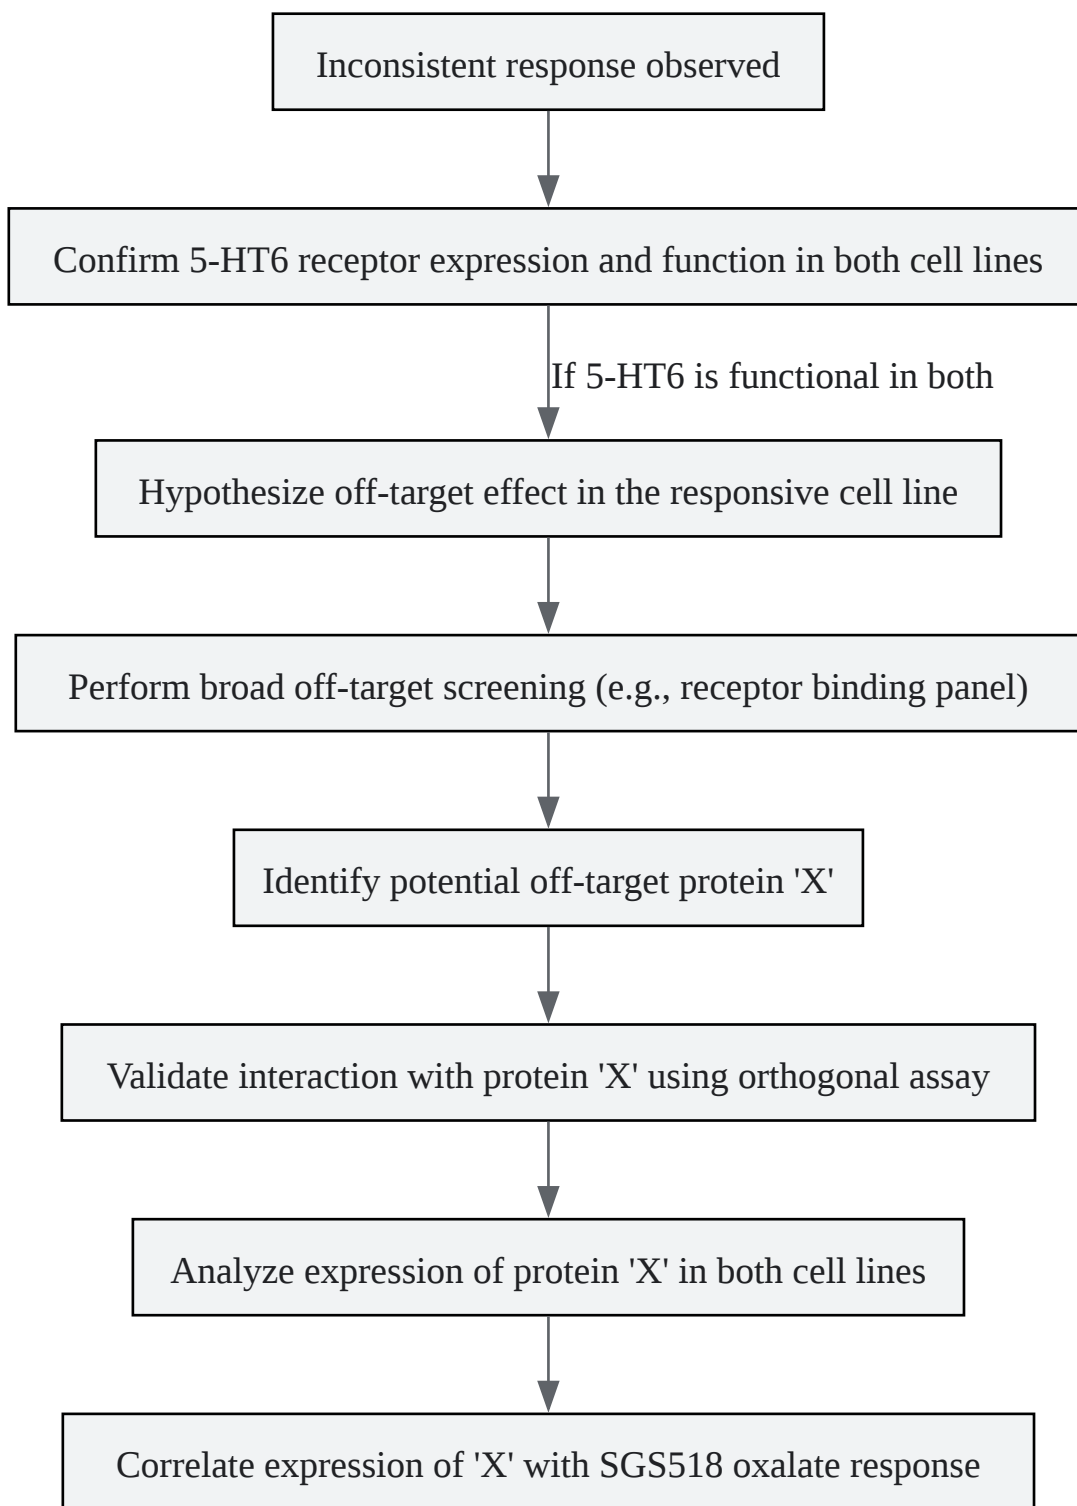 Inconsistent response observed
Confirm 5-HT6 receptor expression and function in both cell lines
If 5-HT6 is functional in both
Hypothesize off-target effect in the responsive cell line
Perform broad off-target screening (e.g., receptor binding panel)
Identify potential off-target protein 'X'
Validate interaction with protein 'X' using orthogonal assay
Analyze expression of protein 'X' in both cell lines
Correlate expression of 'X' with SGS518 oxalate response